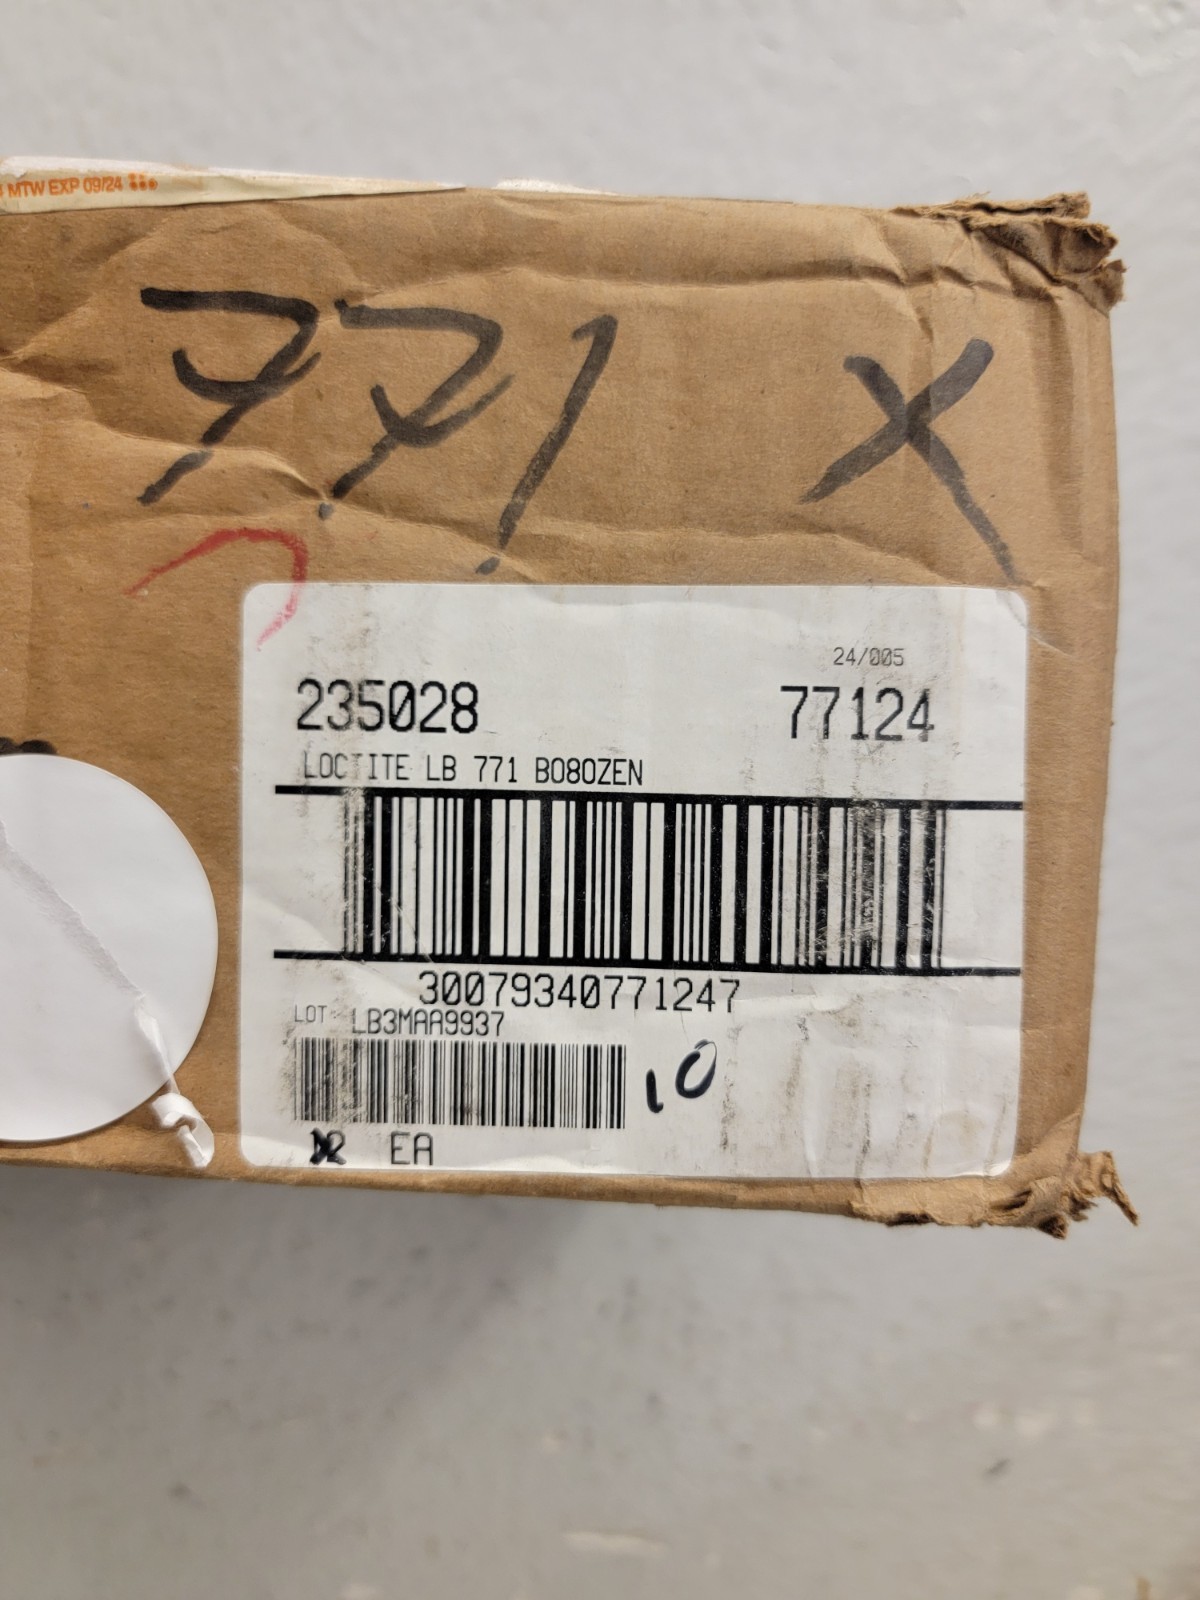 MTW EXP 09/24
771 X
24/005
235028 77124
LOCTITE LB 771 BO8OZEN
30079340771247
LOT: LB3MAA9937
10
EA